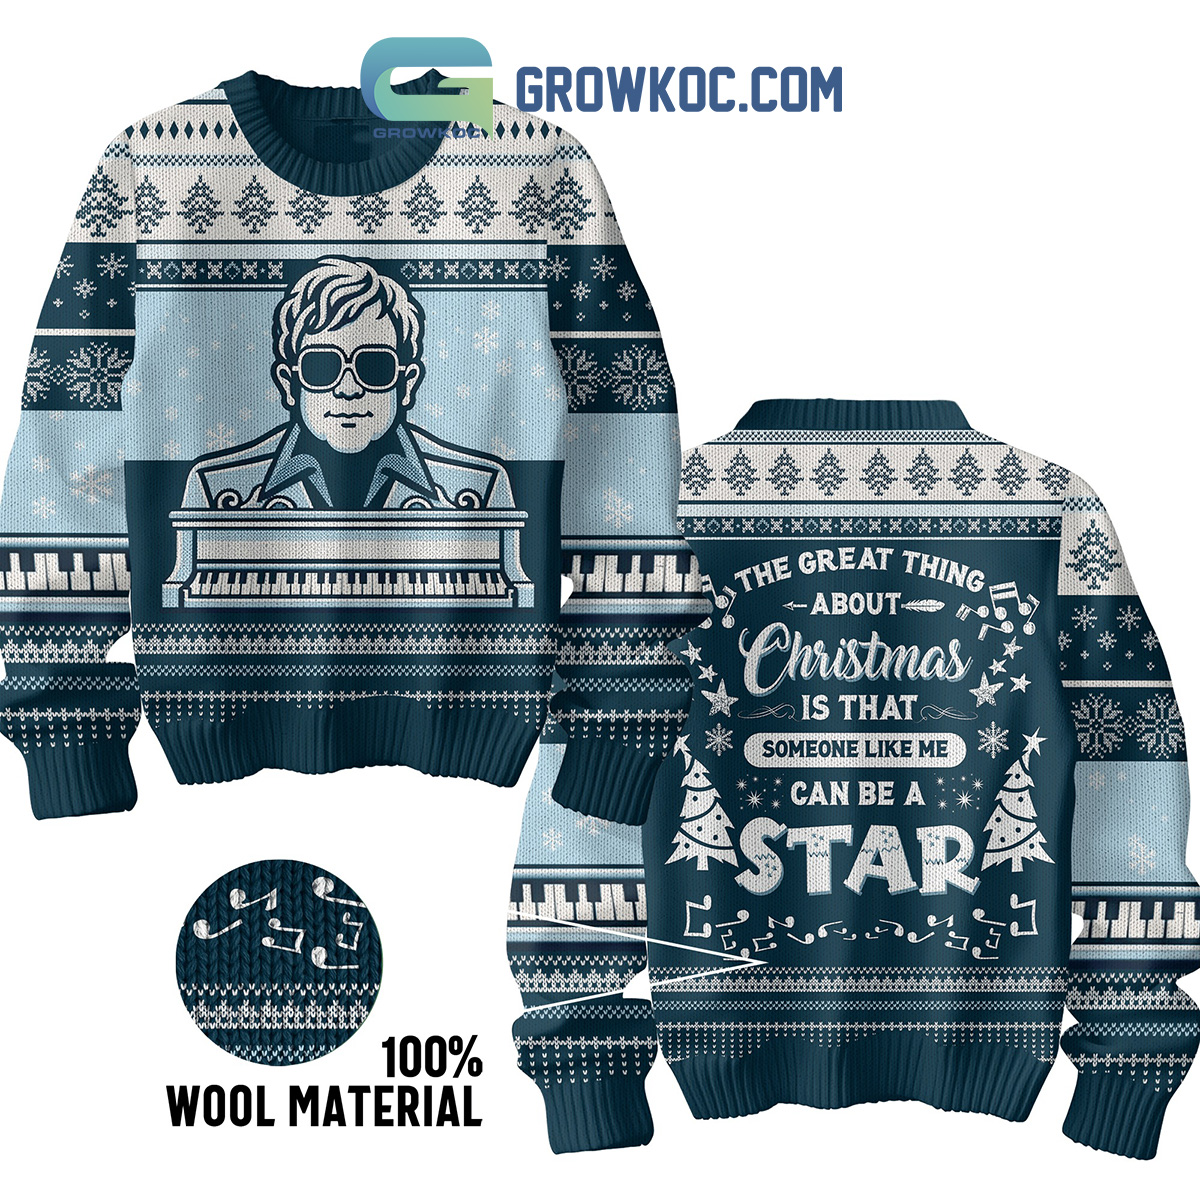 GROWKOC.COM
GROWKOC
THE GREAT THING
ABOUT
Christmas
IS THAT
SOMEONE LIKE ME
CAN BE A
STAR
100%
WOOL MATERIAL